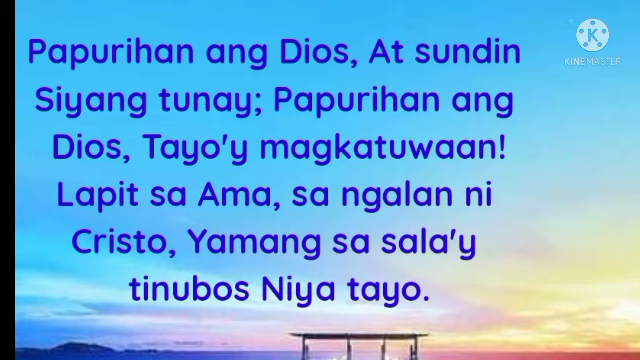 Papurihan ang Dios, At sundin
Siyang tunay; Papurihan ang
Dios, Tayo'y magkatuwaan!
Lapit sa Ama, sa ngalan ni
Cristo, Yamang sa sala'y
tinubos Niya tayo.
KINEMASTER